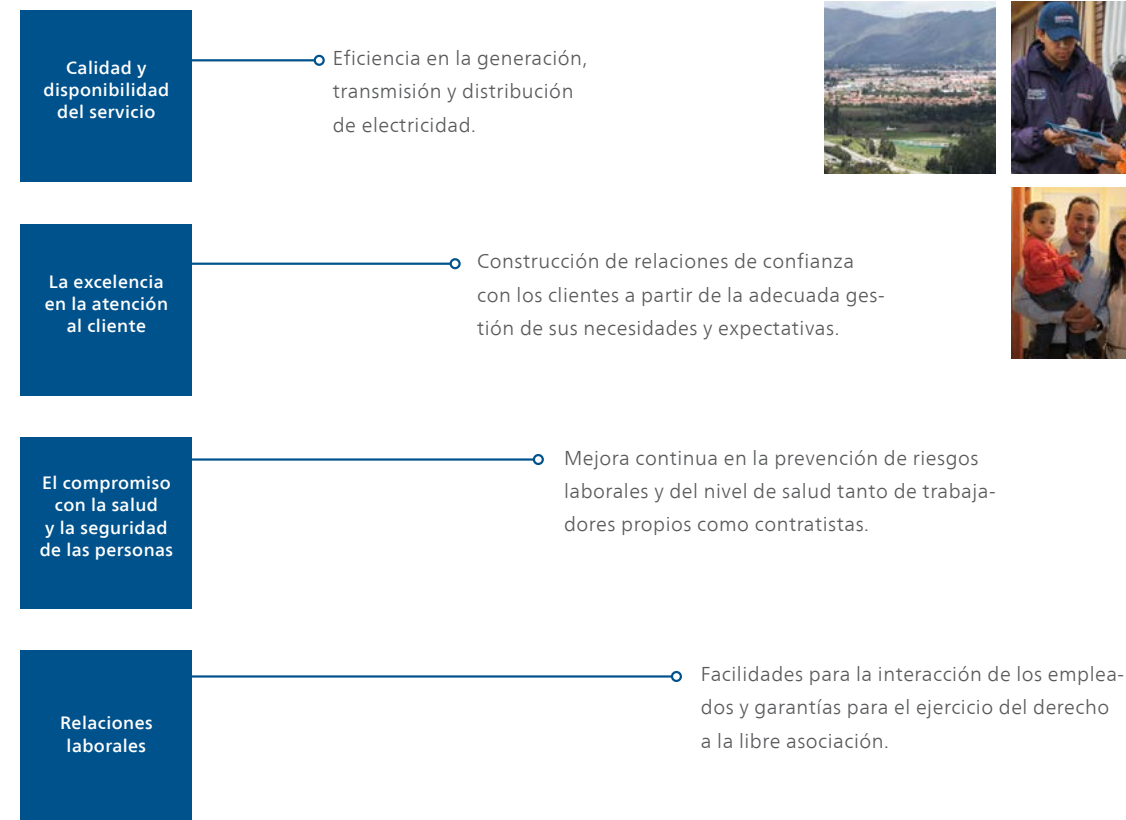 Calidad y
disponibilidad
del servicio
Eficiencia en la generación,
transmisión y distribución
de electricidad.
La excelencia
en la atención
al cliente
Construcción de relaciones de confianza
con los clientes a partir de la adecuada ges-
tión de sus necesidades y expectativas.
El compromiso
con la salud
y la seguridad
de las personas
Mejora continua en la prevención de riesgos
laborales y del nivel de salud tanto de trabaja-
dores propios como contratistas.
Relaciones
laborales
Facilidades para la interacción de los emplea-
dos y garantías para el ejercicio del derecho
a la libre asociación.